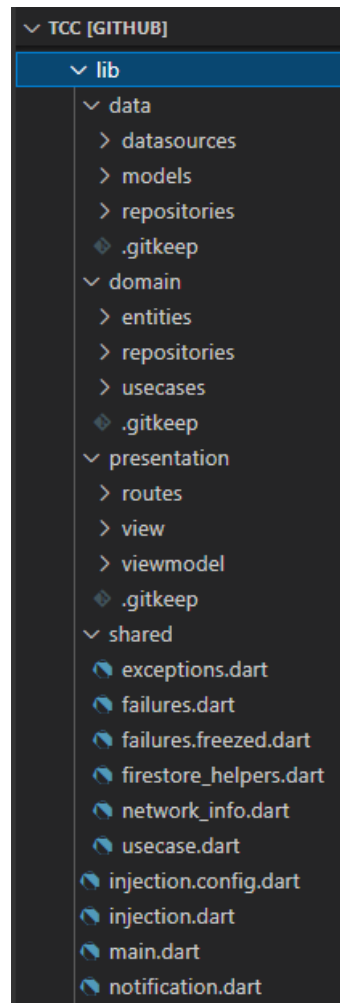 TCC [GITHUB]
lib
data
datasources
models
repositories
.gitkeep
domain
entities
repositories
usecases
.gitkeep
presentation
routes
view
viewmodel
.gitkeep
shared
exceptions.dart
failures.dart
failures.freezed.dart
firestore_helpers.dart
network_info.dart
usecase.dart
injection.config.dart
injection.dart
main.dart
notification.dart